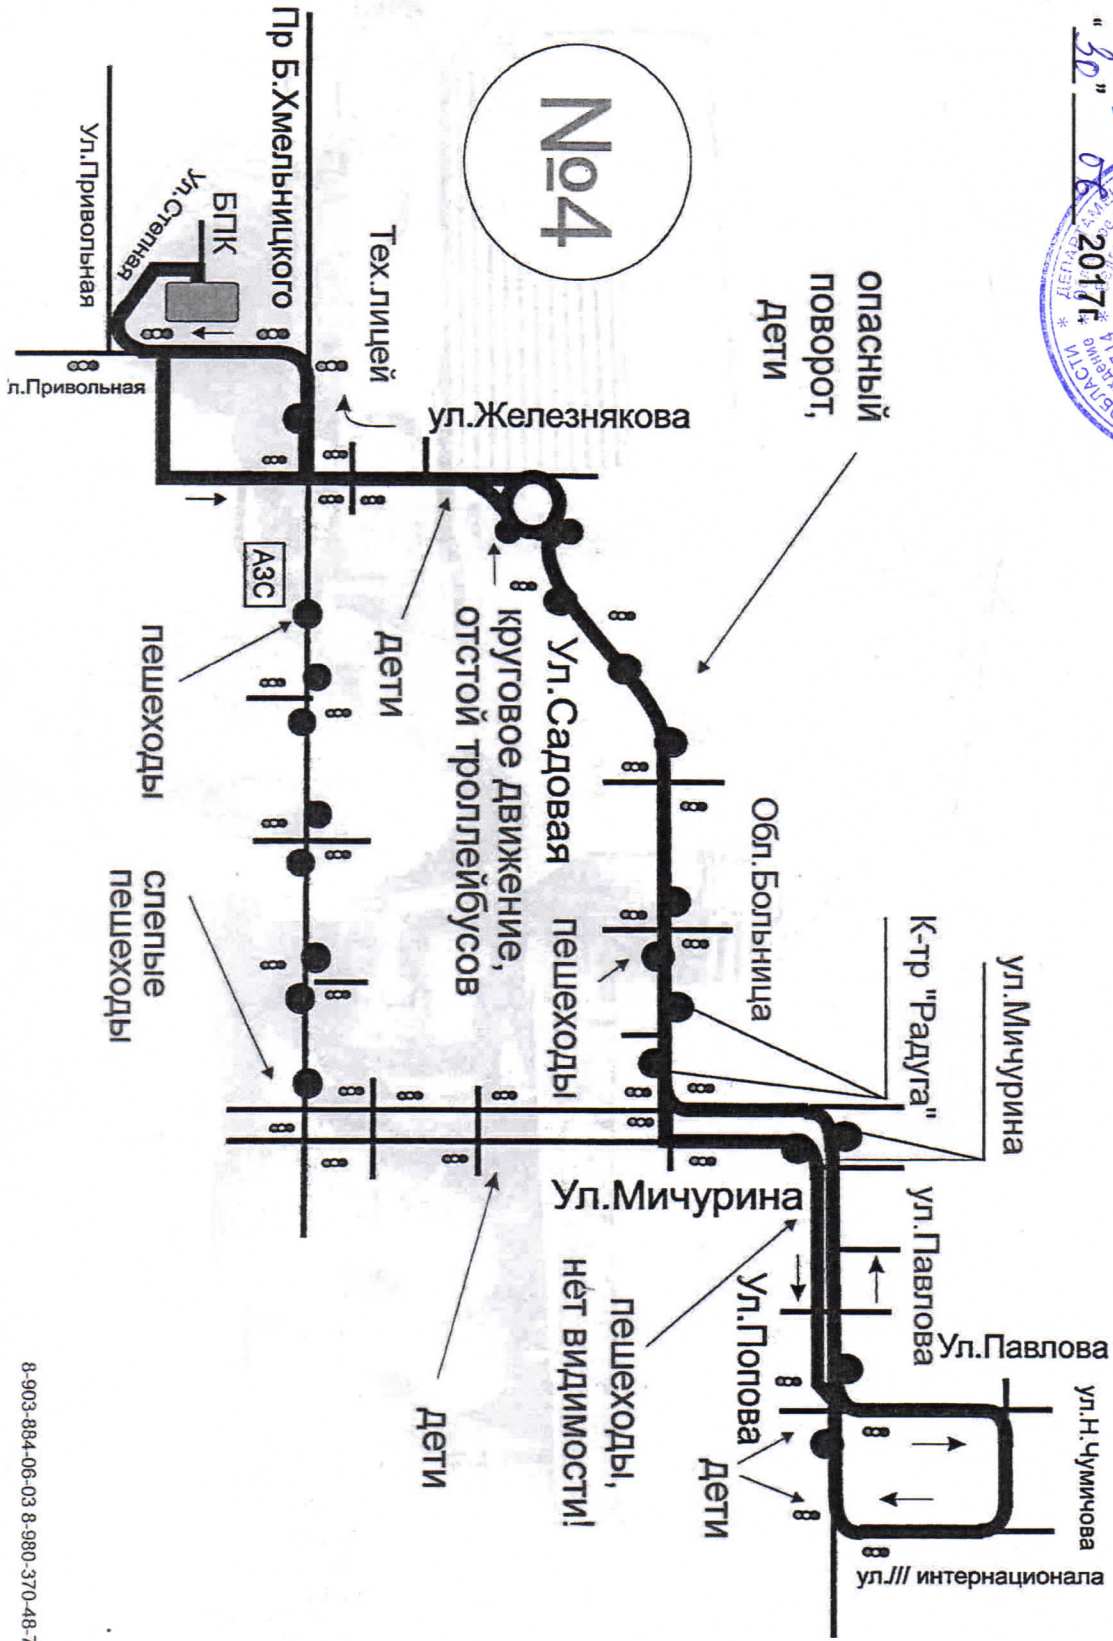 "30" 06 2017г.
№4
опасный
поворот,
дети
Пр Б.Хмельницкого
Тех.лицей
ул.Железнякова
Ул.Привольная
Ул.Степная
БПК
л.Привольная
АЗС
пешеходы
дети
круговое движение,
отстой троллейбусов
Ул.Садовая
Обл.Больница
К-тр "Радуга"
ул.Мичурина
пешеходы
слепые
пешеходы
Ул.Мичурина
ул.Павлова
Ул.Попова
пешеходы,
нет видимости!
дети
дети
Ул.Павлова
ул.Н.Чумичова
ул./// интернационала
8-903-884-06-03 8-980-370-48-7